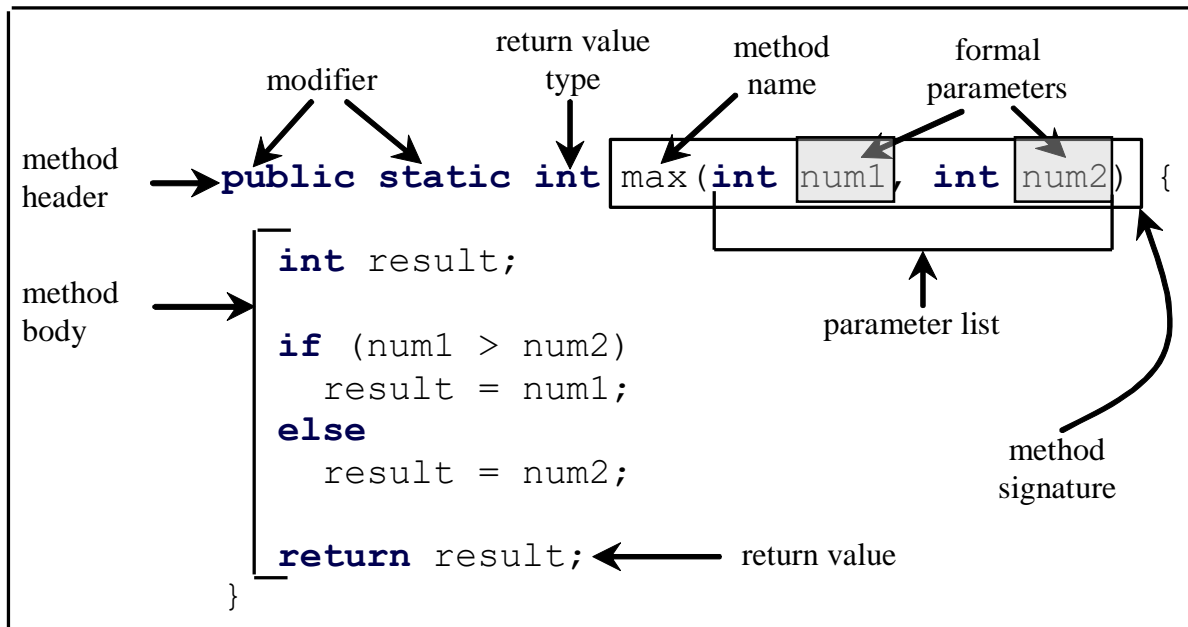 return value
type
method
name
formal
parameters
modifier
method
header
public static int max(int num1, int num2) {
int result;
method
body
parameter list
if (num1 > num2)
result = num1;
else
result = num2;
method
signature
return result;
return value
}